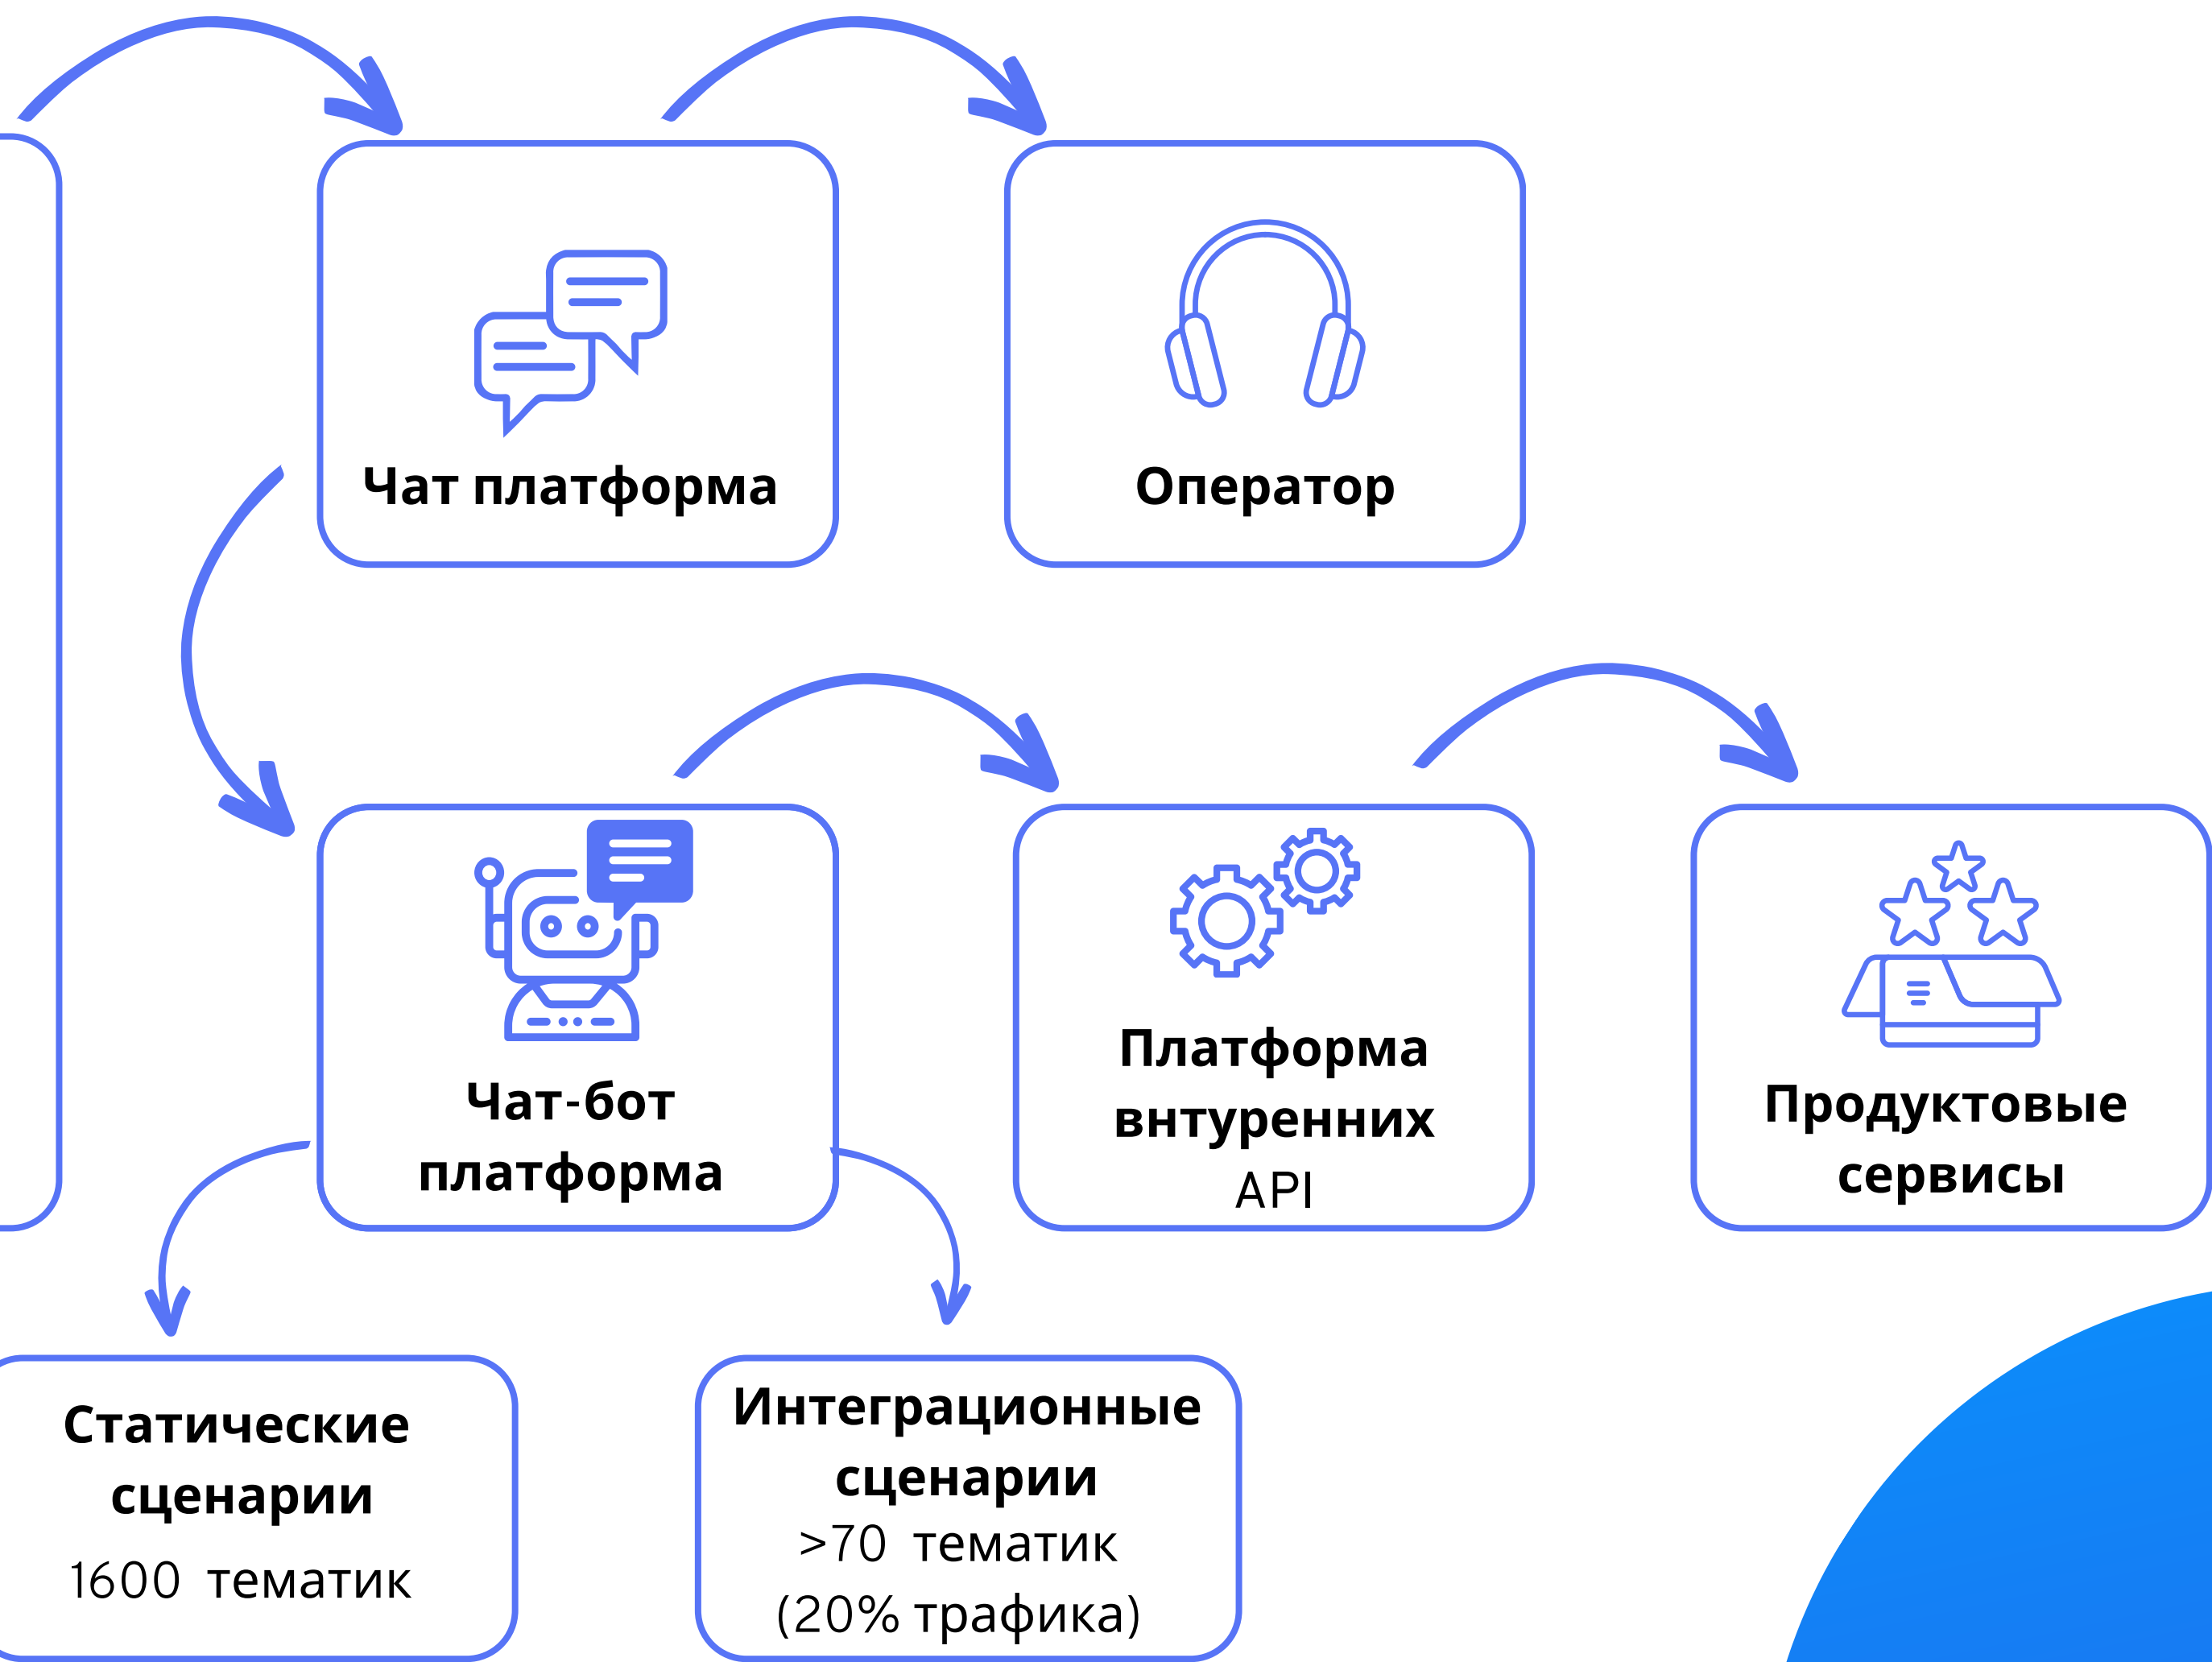 Чат платформа
Оператор
Чат-бот
платформа
Платформа
внтуренних
API
Продуктовые
сервисы
Статические
сценарии
1600 тематик
Интеграционные
сценарии
>70 тематик
(20% трафика)